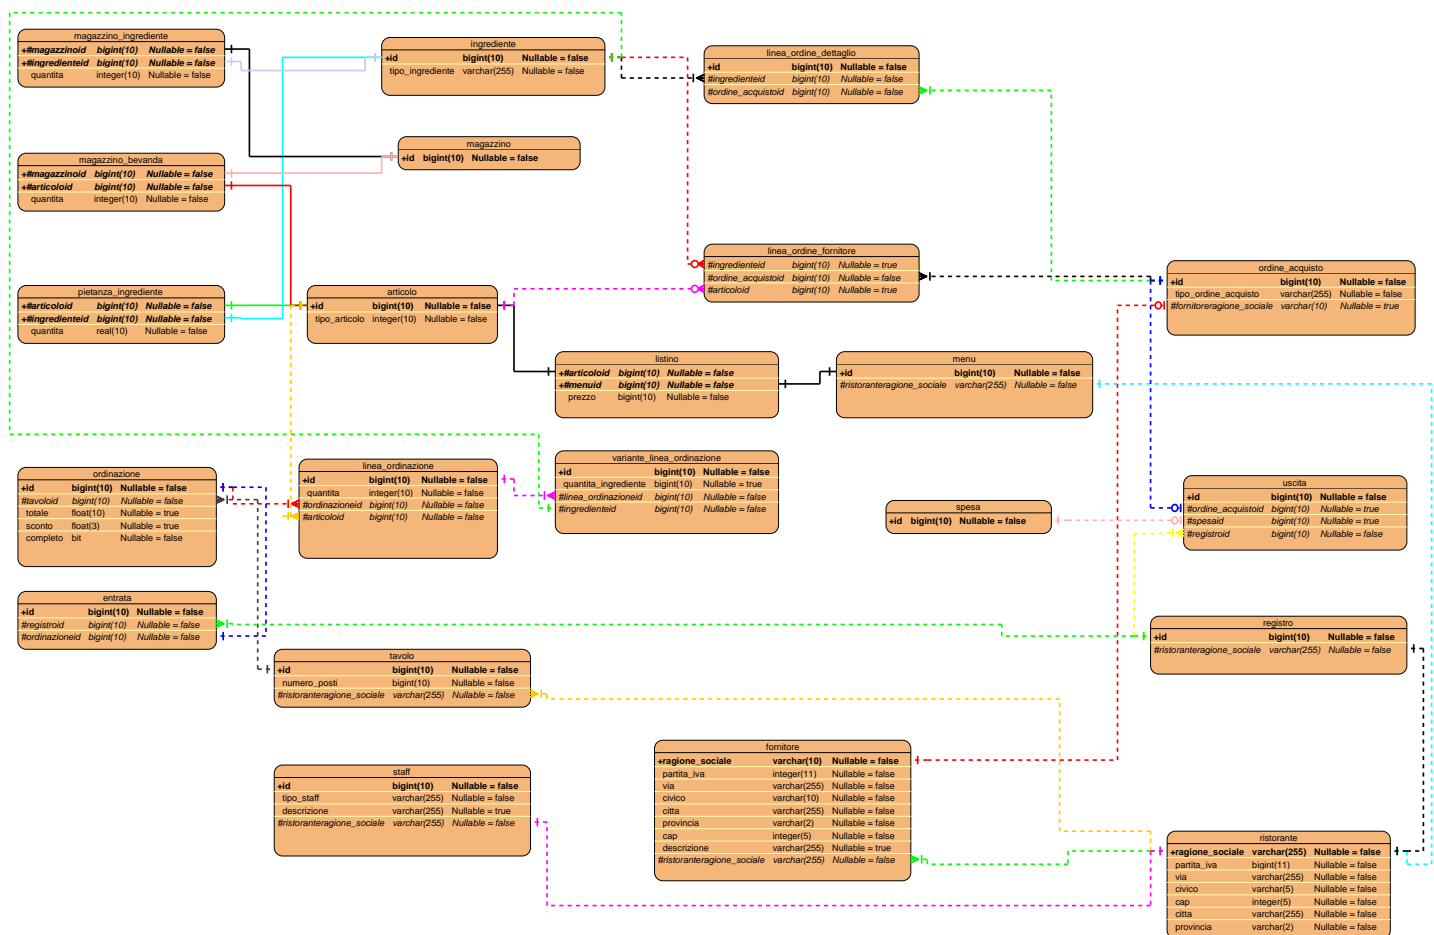 magazzino_ingrediente
+#magazzinoid bigint(10) Nullable = false
+#ingredienteid bigint(10) Nullable = false
quantita integer(10) Nullable = false
ingrediente
+id bigint(10) Nullable = false
tipo_ingrediente varchar(255) Nullable = false
linea_ordine_dettaglio
+id bigint(10) Nullable = false
#ingredienteid bigint(10) Nullable = false
#ordine_acquistoid bigint(10) Nullable = false
magazzino
+id bigint(10) Nullable = false
magazzino_bevanda
+#magazzinoid bigint(10) Nullable = false
+#articoloid bigint(10) Nullable = false
quantita integer(10) Nullable = false
linea_ordine_fornitore
#ingredienteid bigint(10) Nullable = true
#ordine_acquistoid bigint(10) Nullable = false
#articoloid bigint(10) Nullable = true
ordine_acquisto
+id bigint(10) Nullable = false
tipo_ordine_acquisto varchar(255) Nullable = false
#fornitoreragione_sociale varchar(10) Nullable = true
pietanza_ingrediente
+#articoloid bigint(10) Nullable = false
+#ingredienteid bigint(10) Nullable = false
quantita real(10) Nullable = false
articolo
+id bigint(10) Nullable = false
tipo_articolo integer(10) Nullable = false
listino
+#articoloid bigint(10) Nullable = false
+#menuid bigint(10) Nullable = false
prezzo bigint(10) Nullable = false
menu
+id bigint(10) Nullable = false
#ristoranteragione_sociale varchar(255) Nullable = false
ordinazione
+id bigint(10) Nullable = false
#tavoloid bigint(10) Nullable = false
totale float(10) Nullable = true
sconto float(3) Nullable = true
completo bit Nullable = false
linea_ordinazione
+id bigint(10) Nullable = false
quantita integer(10) Nullable = false
#ordinazioneid bigint(10) Nullable = false
#articoloid bigint(10) Nullable = false
variante_linea_ordinazione
+id bigint(10) Nullable = false
quantita_ingrediente bigint(10) Nullable = true
#linea_ordinazioneid bigint(10) Nullable = false
#ingredienteid bigint(10) Nullable = false
spesa
+id bigint(10) Nullable = false
uscita
+id bigint(10) Nullable = false
#ordine_acquistoid bigint(10) Nullable = true
#spesaid bigint(10) Nullable = true
#registroid bigint(10) Nullable = false
entrata
+id bigint(10) Nullable = false
#registroid bigint(10) Nullable = false
#ordinazioneid bigint(10) Nullable = false
registro
+id bigint(10) Nullable = false
#ristoranteragione_sociale varchar(255) Nullable = false
tavolo
+id bigint(10) Nullable = false
numero_posti bigint(10) Nullable = false
#ristoranteragione_sociale varchar(255) Nullable = false
fornitore
+ragione_sociale varchar(10) Nullable = false
partita_iva integer(11) Nullable = false
via varchar(255) Nullable = false
civico varchar(10) Nullable = false
citta varchar(255) Nullable = false
provincia varchar(2) Nullable = false
cap integer(5) Nullable = false
descrizione varchar(255) Nullable = true
#ristoranteragione_sociale varchar(255) Nullable = false
staff
+id bigint(10) Nullable = false
tipo_staff varchar(255) Nullable = false
descrizione varchar(255) Nullable = true
#ristoranteragione_sociale varchar(255) Nullable = false
ristorante
+ragione_sociale varchar(255) Nullable = false
partita_iva bigint(11) Nullable = false
via varchar(255) Nullable = false
civico varchar(5) Nullable = false
cap integer(5) Nullable = false
citta varchar(255) Nullable = false
provincia varchar(2) Nullable = false